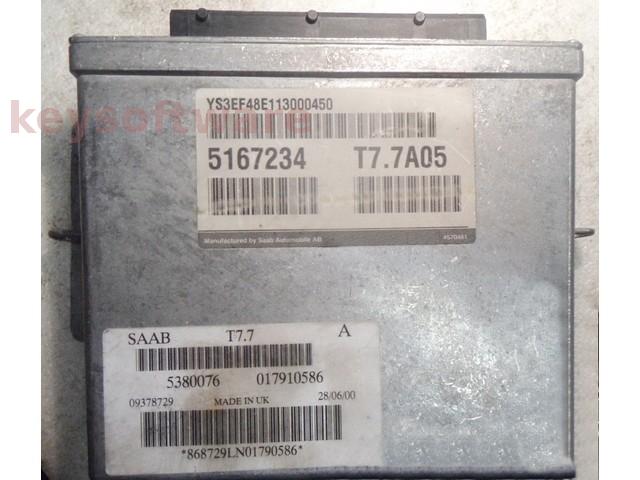 YS3EF48E113000450
keysoftware
5167234 T7.7A05
Manufactured by Saab Automobile AB 4570461
SAAB T7.7 A
5380076 017910586
09378729 MADE IN UK 28/06/00
*868729LN01790586*